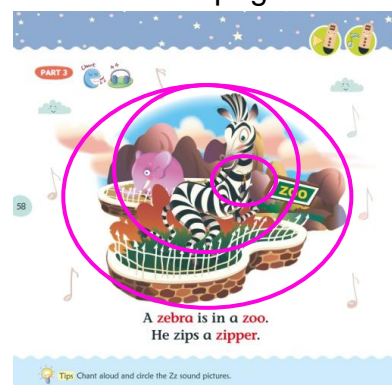 PART 3
Chant
ZOO
58
A zebra is in a zoo.
He zips a zipper.
Tips Chant aloud and circle the Zz sound pictures.